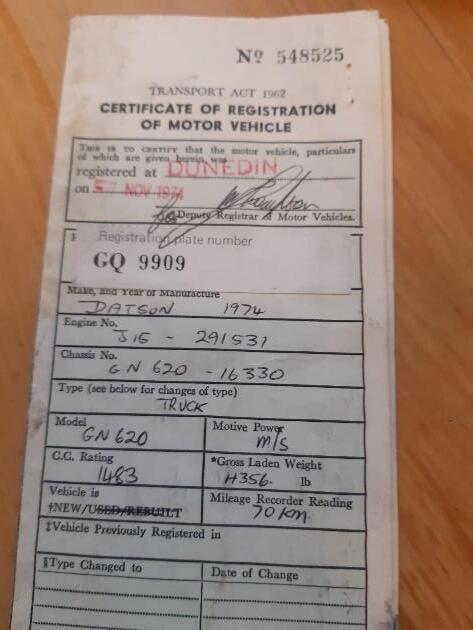 Nº 548525
TRANSPORT ACT 1962
CERTIFICATE OF REGISTRATION
OF MOTOR VEHICLE
THIS IS TO CERTIFY that the motor vehicle, particulars
of which are given herein, was
registered at DUNEDIN
on 7 NOV 1974
Deputy Registrar of Motor Vehicles.
Registration plate number
GQ 9909
Make, and Year of Manufacture
DATSON 1974
Engine No.
J15 - 291531
Chassis No.
GN 620 - 16330
Type (see below for changes of type)
TRUCK
Model
GN 620
Motive Power
M/S
C.C. Rating
1483
*Gross Laden Weight
4356. lb
Vehicle is
†NEW/USED/REBUILT
Mileage Recorder Reading
70 KM
‡Vehicle Previously Registered in
§Type Changed to
Date of Change